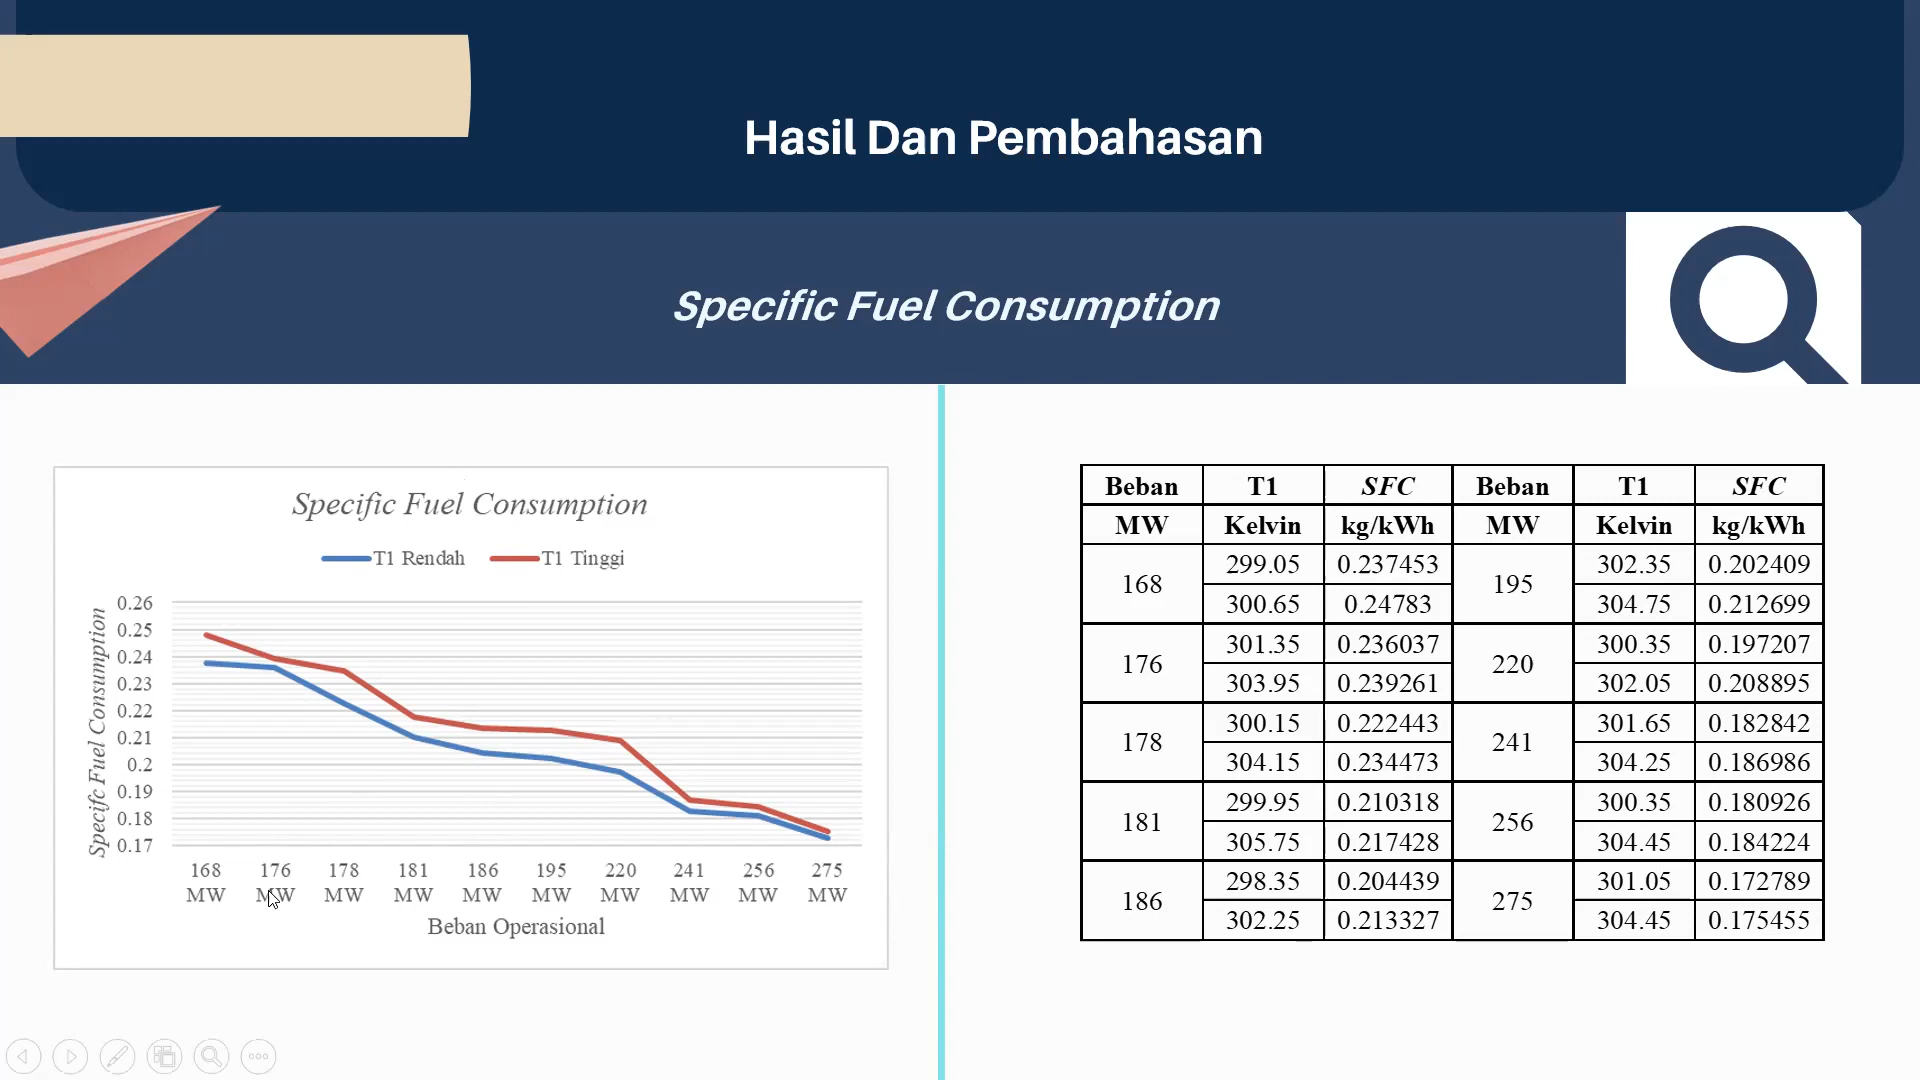 Hasil Dan Pembahasan
Specific Fuel Consumption
Specific Fuel Consumption
T1 Rendah T1 Tinggi
Specifc Fuel Consumption
0.26
0.25
0.24
0.23
0.22
0.21
0.2
0.19
0.18
0.17
168 MW 176 MW 178 MW 181 MW 186 MW 195 MW 220 MW 241 MW 256 MW 275 MW
Beban Operasional
Beban T1 SFC Beban T1 SFC
MW Kelvin kg/kWh MW Kelvin kg/kWh
168 299.05 0.237453 195 302.35 0.202409
300.65 0.24783 304.75 0.212699
176 301.35 0.236037 220 300.35 0.197207
303.95 0.239261 302.05 0.208895
178 300.15 0.222443 241 301.65 0.182842
304.15 0.234473 304.25 0.186986
181 299.95 0.210318 256 300.35 0.180926
305.75 0.217428 304.45 0.184224
186 298.35 0.204439 275 301.05 0.172789
302.25 0.213327 304.45 0.175455